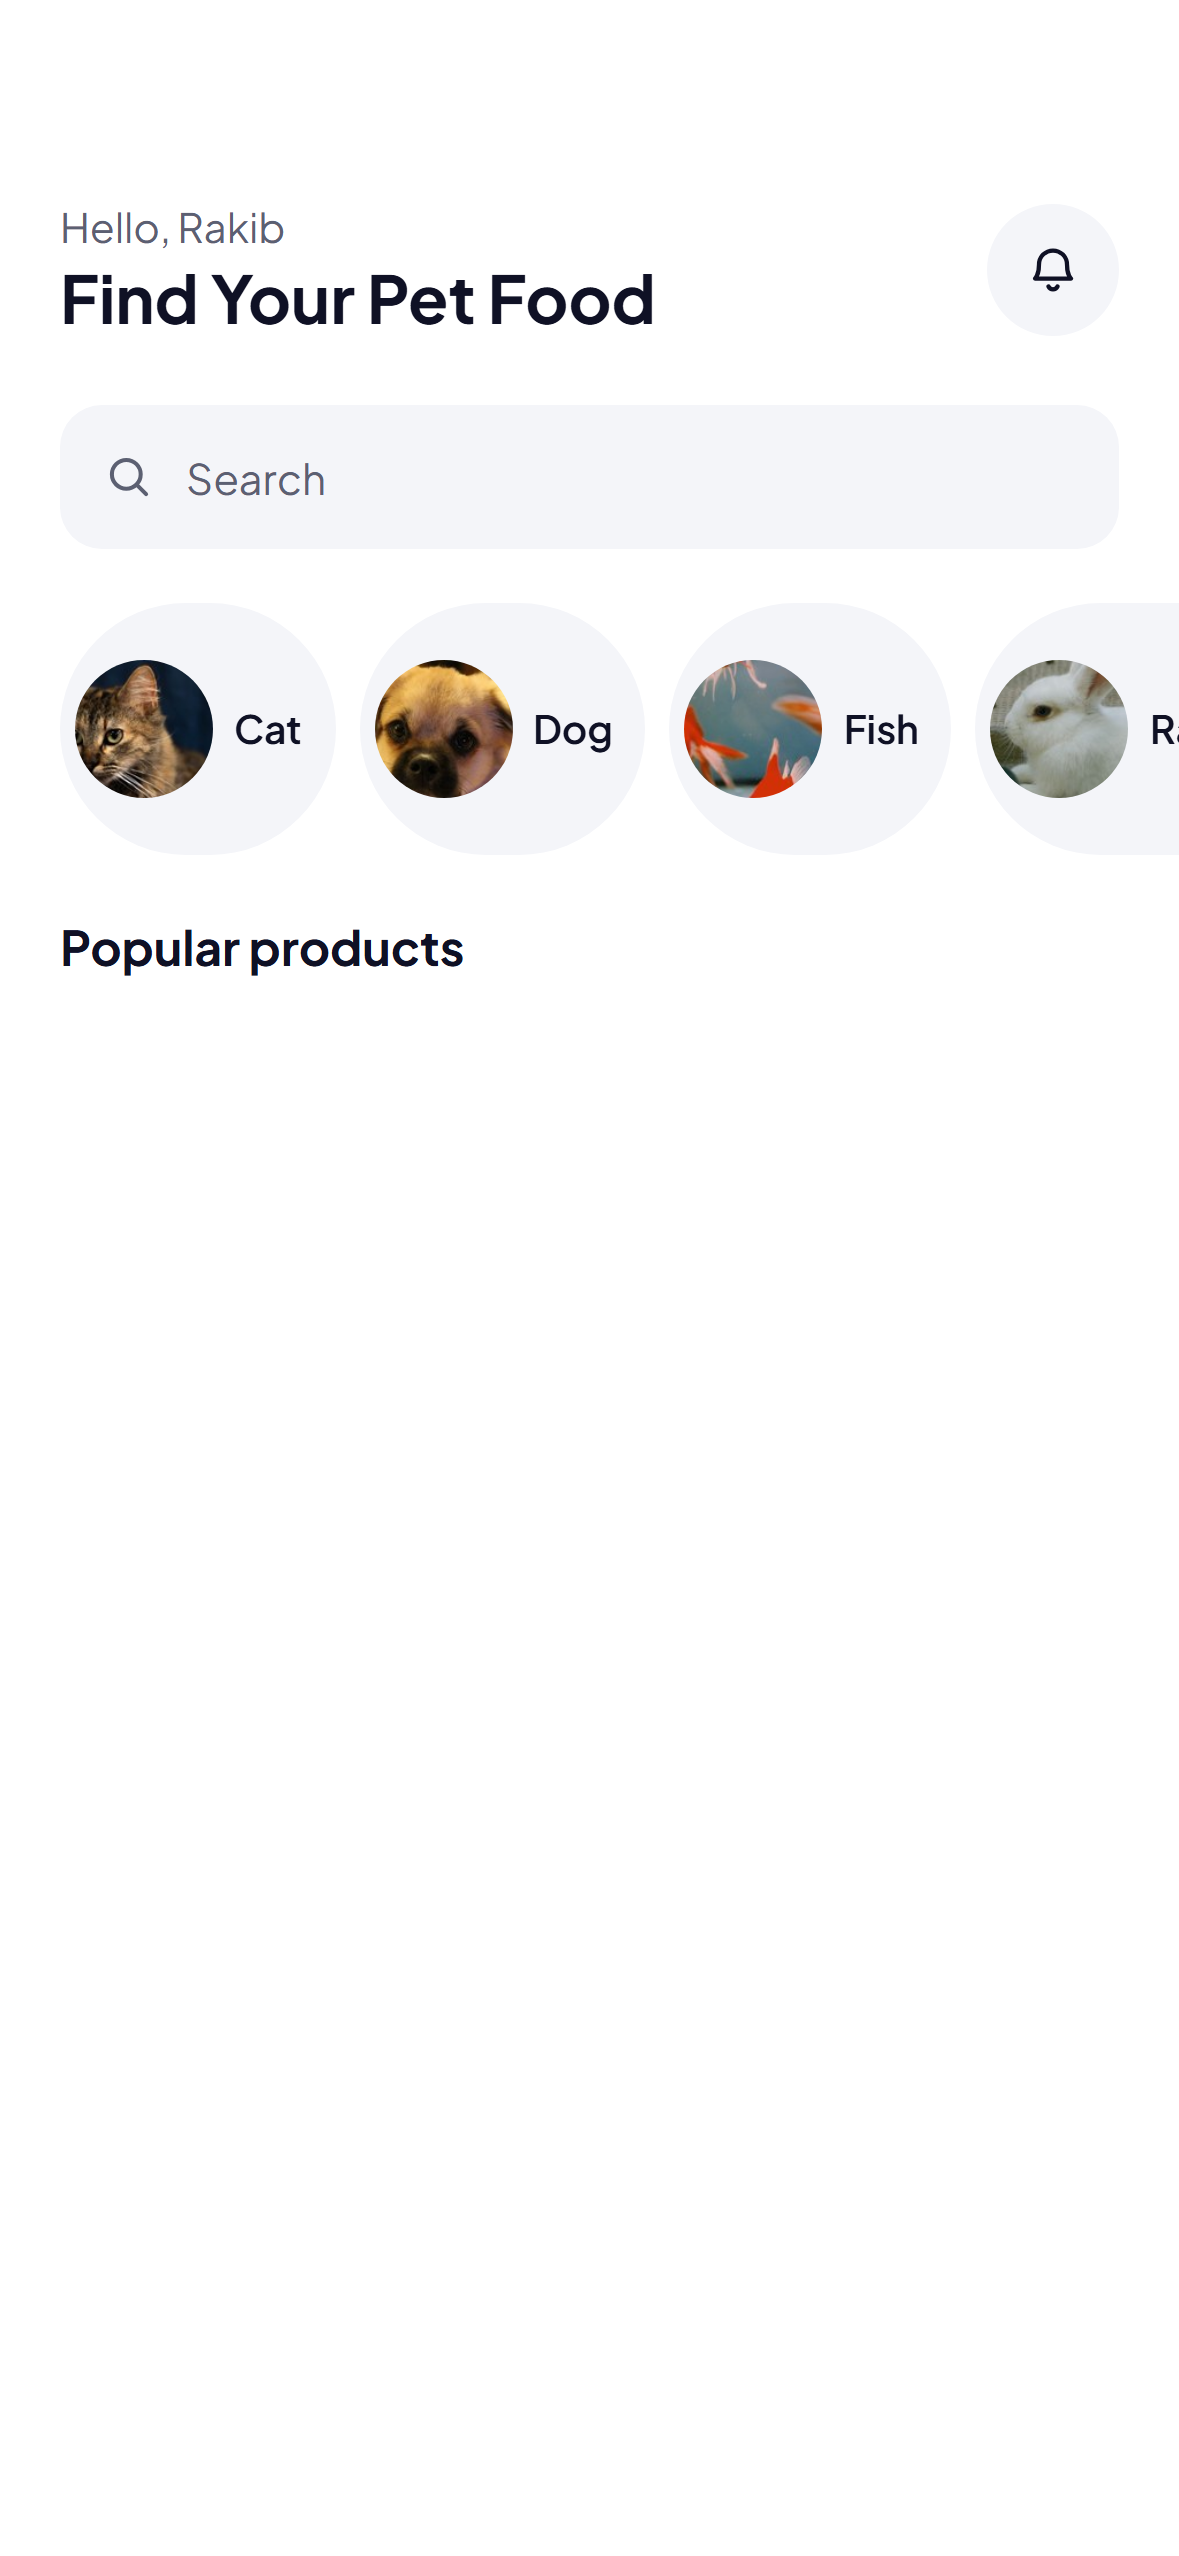 Hello, Rakib
Find Your Pet Food
Search
Cat
Dog
Fish
Popular products